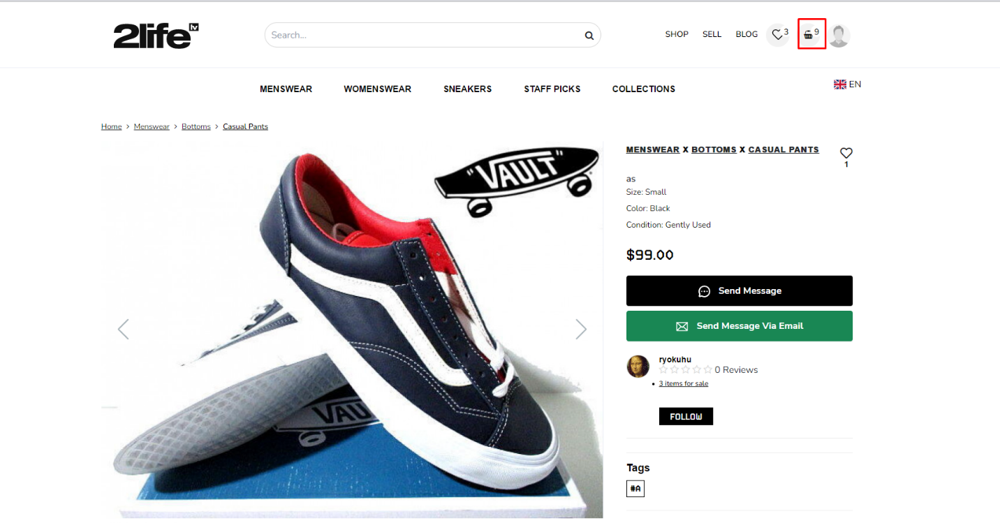 2life lv
Search...
SHOP SELL BLOG 3 9
MENSWEAR WOMENSWEAR SNEAKERS STAFF PICKS COLLECTIONS
EN
Home > Menswear > Bottoms > Casual Pants
"VAULT"
VAU
MENSWEAR X BOTTOMS X CASUAL PANTS
1
as
Size: Small
Color: Black
Condition: Gently Used
$99.00
Send Message
Send Message Via Email
ryokuhu
0 Reviews
• 3 items for sale
FOLLOW
Tags
#A